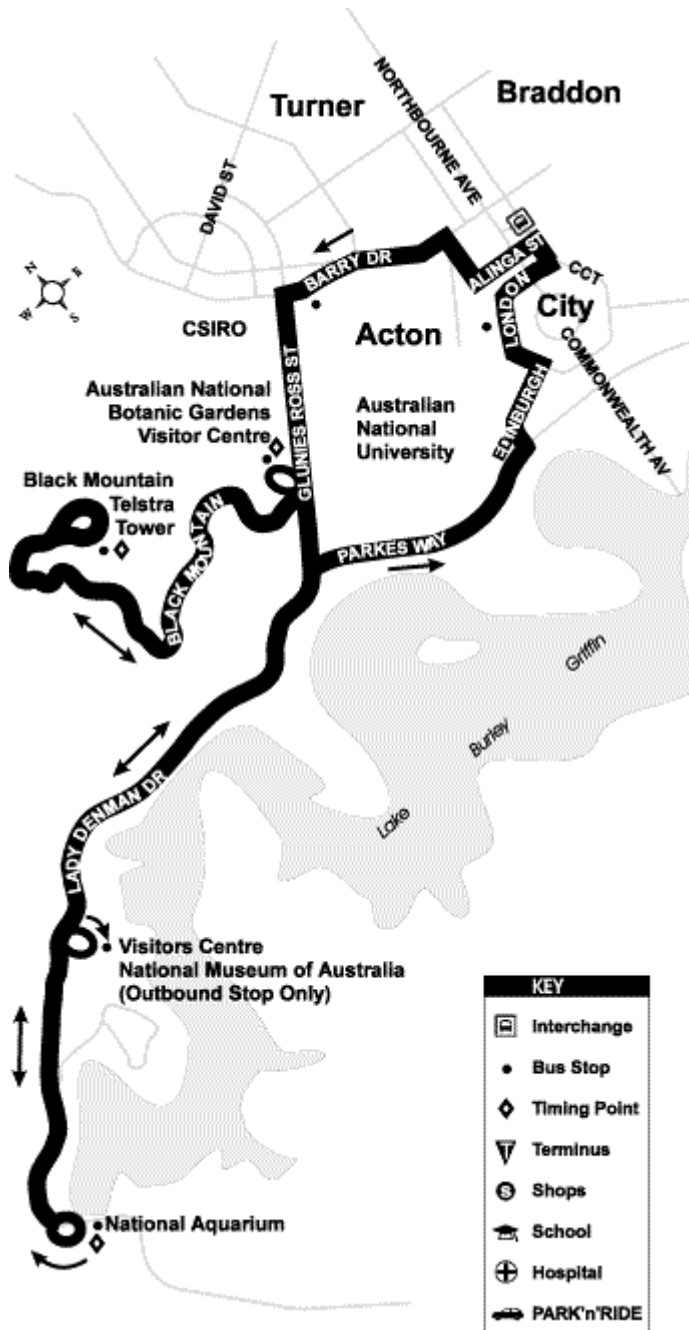 Turner
Braddon
NORTHBOURNE AVE
DAVID ST
BARRY DR
ALINGA ST
CCT
LONDON
City
N
E
W
S
CSIRO
Acton
COMMONWEALTH AV
Australian National
Botanic Gardens
Visitor Centre
GLUNIES ROSS ST
Australian
National
University
EDINBURGH
Black Mountain
Telstra
Tower
BLACK MOUNTAIN
PARKES WAY
Griffin
Burley
Lake
LADY DENMAN DR
Visitors Centre
National Museum of Australia
(Outbound Stop Only)
National Aquarium
KEY
Interchange
Bus Stop
Timing Point
T Terminus
S Shops
School
Hospital
PARK'n'RIDE